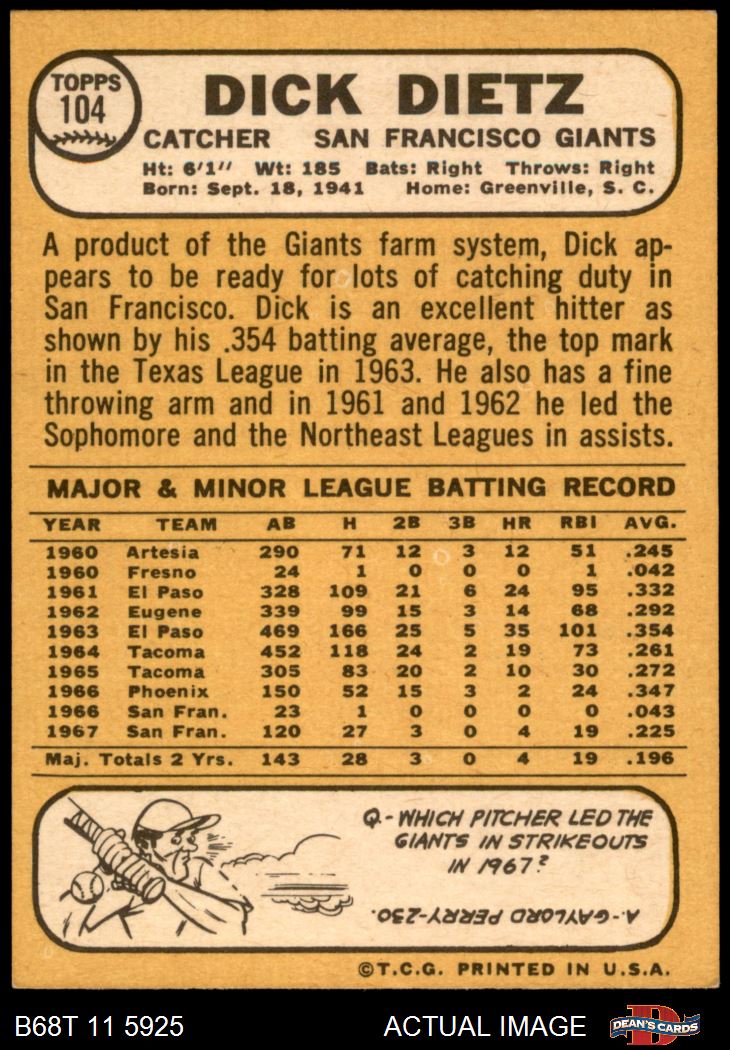 TOPPS
104
DICK DIETZ
CATCHER SAN FRANCISCO GIANTS
Ht: 6'1" Wt: 185 Bats: Right Throws: Right
Born: Sept. 18, 1941 Home: Greenville, S. C.
A product of the Giants farm system, Dick ap-
pears to be ready for lots of catching duty in
San Francisco. Dick is an excellent hitter as
shown by his .354 batting average, the top mark
in the Texas League in 1963. He also has a fine
throwing arm and in 1961 and 1962 he led the
Sophomore and the Northeast Leagues in assists.
MAJOR & MINOR LEAGUE BATTING RECORD
YEAR TEAM AB H 2B 3B HR RBI AVG.
1960 Artesia 290 71 12 3 12 51 .245
1960 Fresno 24 1 0 0 0 1 .042
1961 El Paso 328 109 21 6 24 95 .332
1962 Eugene 339 99 15 3 14 68 .292
1963 El Paso 469 166 25 5 35 101 .354
1964 Tacoma 452 118 24 2 19 73 .261
1965 Tacoma 305 83 20 2 10 30 .272
1966 Phoenix 150 52 15 3 2 24 .347
1966 San Fran. 23 1 0 0 0 0 .043
1967 San Fran. 120 27 3 0 4 19 .225
Maj. Totals 2 Yrs. 143 28 3 0 4 19 .196
Q.-WHICH PITCHER LED THE
GIANTS IN STRIKEOUTS
IN 1967?
A.-GAYLORD PERRY-230.
©T.C.G. PRINTED IN U.S.A.
B68T 11 5925 ACTUAL IMAGE DEAN'S CARDS